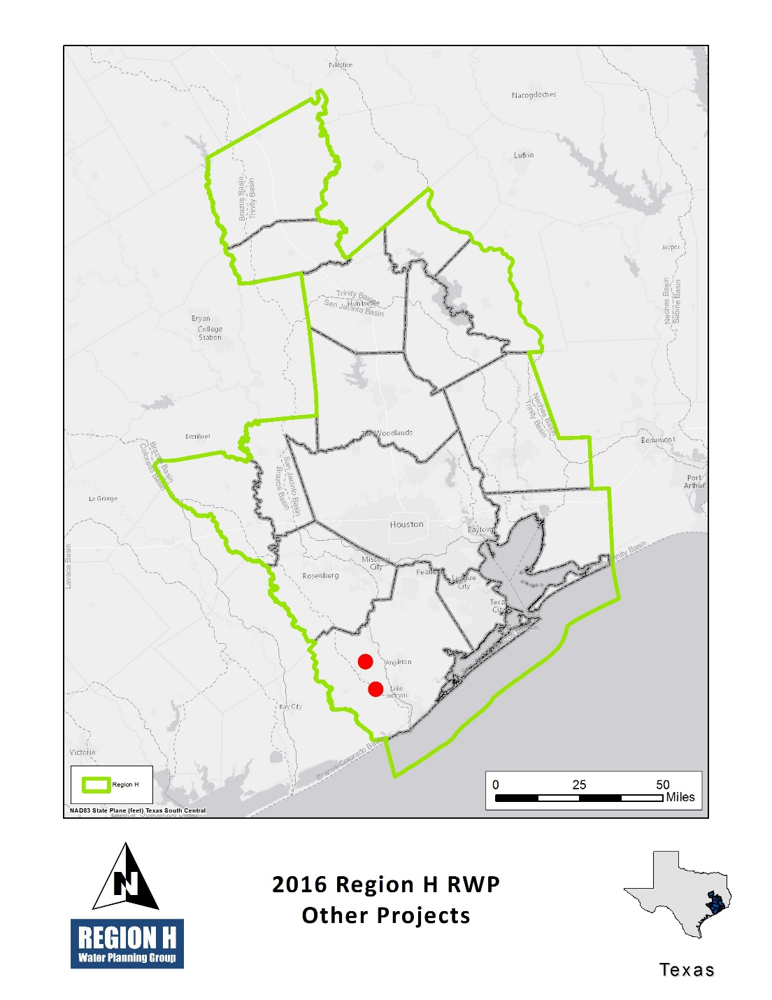 Palestine
Nacogdoches
Lufkin
Brazos Basin
Trinity Basin
Jasper
Neches Basin
Sabine Basin
Trinity Basin
Huntsville
San Jacinto Basin
Bryan
College
Station
Neches Basin
Trinity Basin
The Woodlands
Brenham
Beaumont
Brazos Basin
Colorado Basin
San Jacinto Basin
Brazos Basin
Port
Arthur
La Grange
Houston
Baytown
Lavaca Basin
Trinity Basin
Missouri
City
Rosenberg
Pearland
League
City
Texas
City
Galveston
Angleton
Lake
Jackson
Bay City
Victoria
Brazos-Colorado Basin
Region H
0 25 50
Miles
NAD83 State Plane (feet) Texas South Central
Lavaca-Guadalupe Basin
N
2016 Region H RWP
Other Projects
REGION H
Water Planning Group
Texas